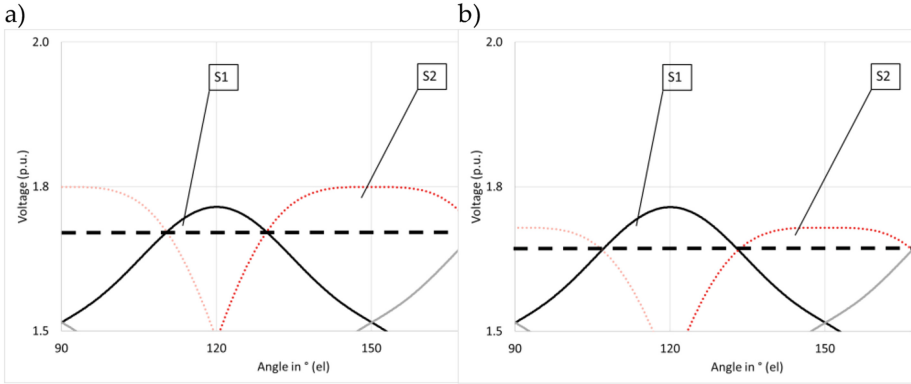 a)
2.0
1.8
1.5
Voltage (p.u.)
S1
S2
90
120
150
Angle in ° (el)
b)
2.0
1.8
1.5
Voltage (p.u.)
S1
S2
90
120
150
Angle in ° (el)